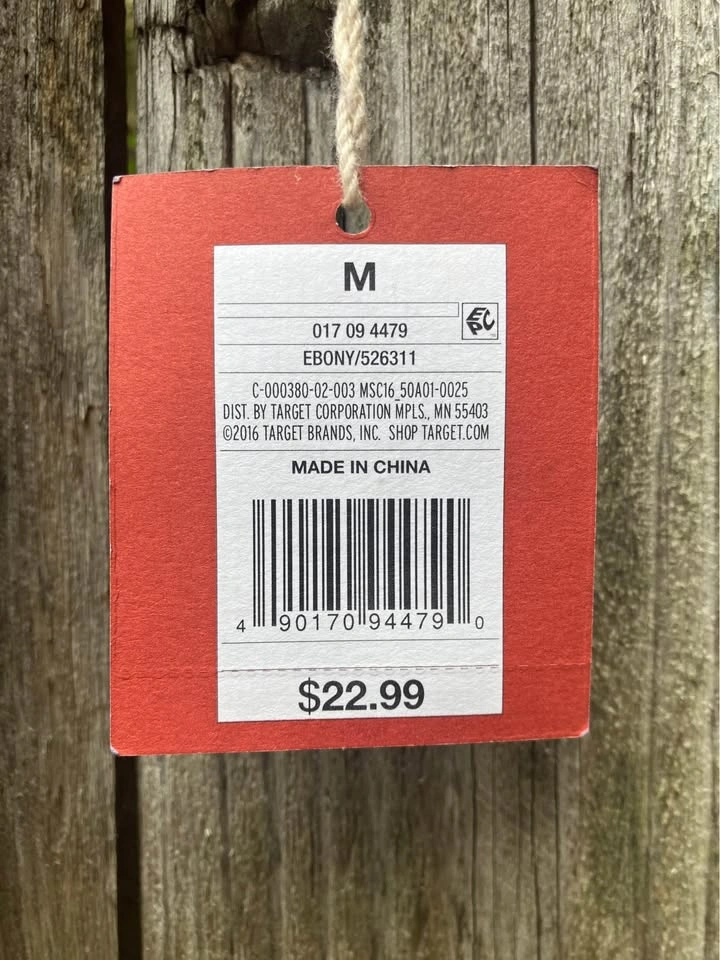 M
EPC
017 09 4479
EBONY/526311
C-000380-02-003 MSC16_50A01-0025
DIST. BY TARGET CORPORATION MPLS., MN 55403
©2016 TARGET BRANDS, INC. SHOP TARGET.COM
MADE IN CHINA
4 90170 94479 0
$22.99